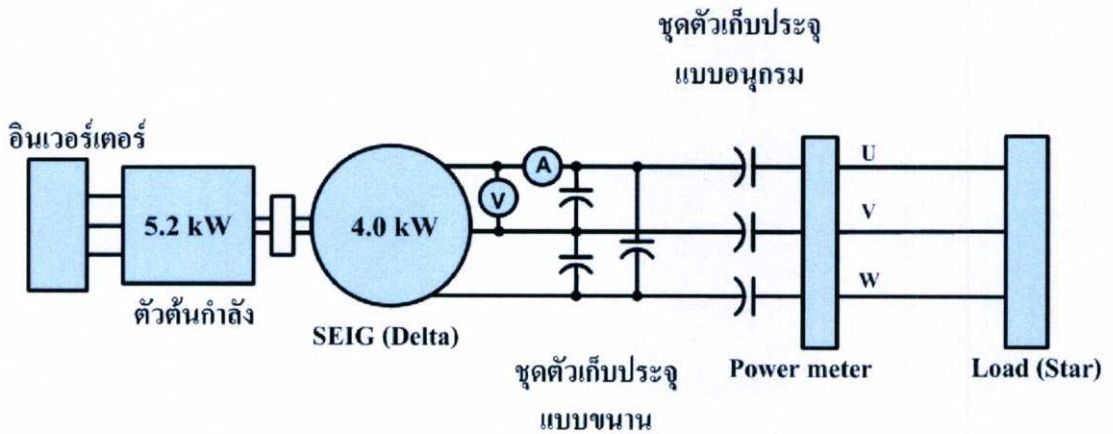 ชุดตัวเก็บประจุ
แบบอนุกรม
อินเวอร์เตอร์
5.2 kW
ตัวต้นกำลัง
4.0 kW
SEIG (Delta)
V
A
U
V
W
ชุดตัวเก็บประจุ
แบบขนาน
Power meter
Load (Star)